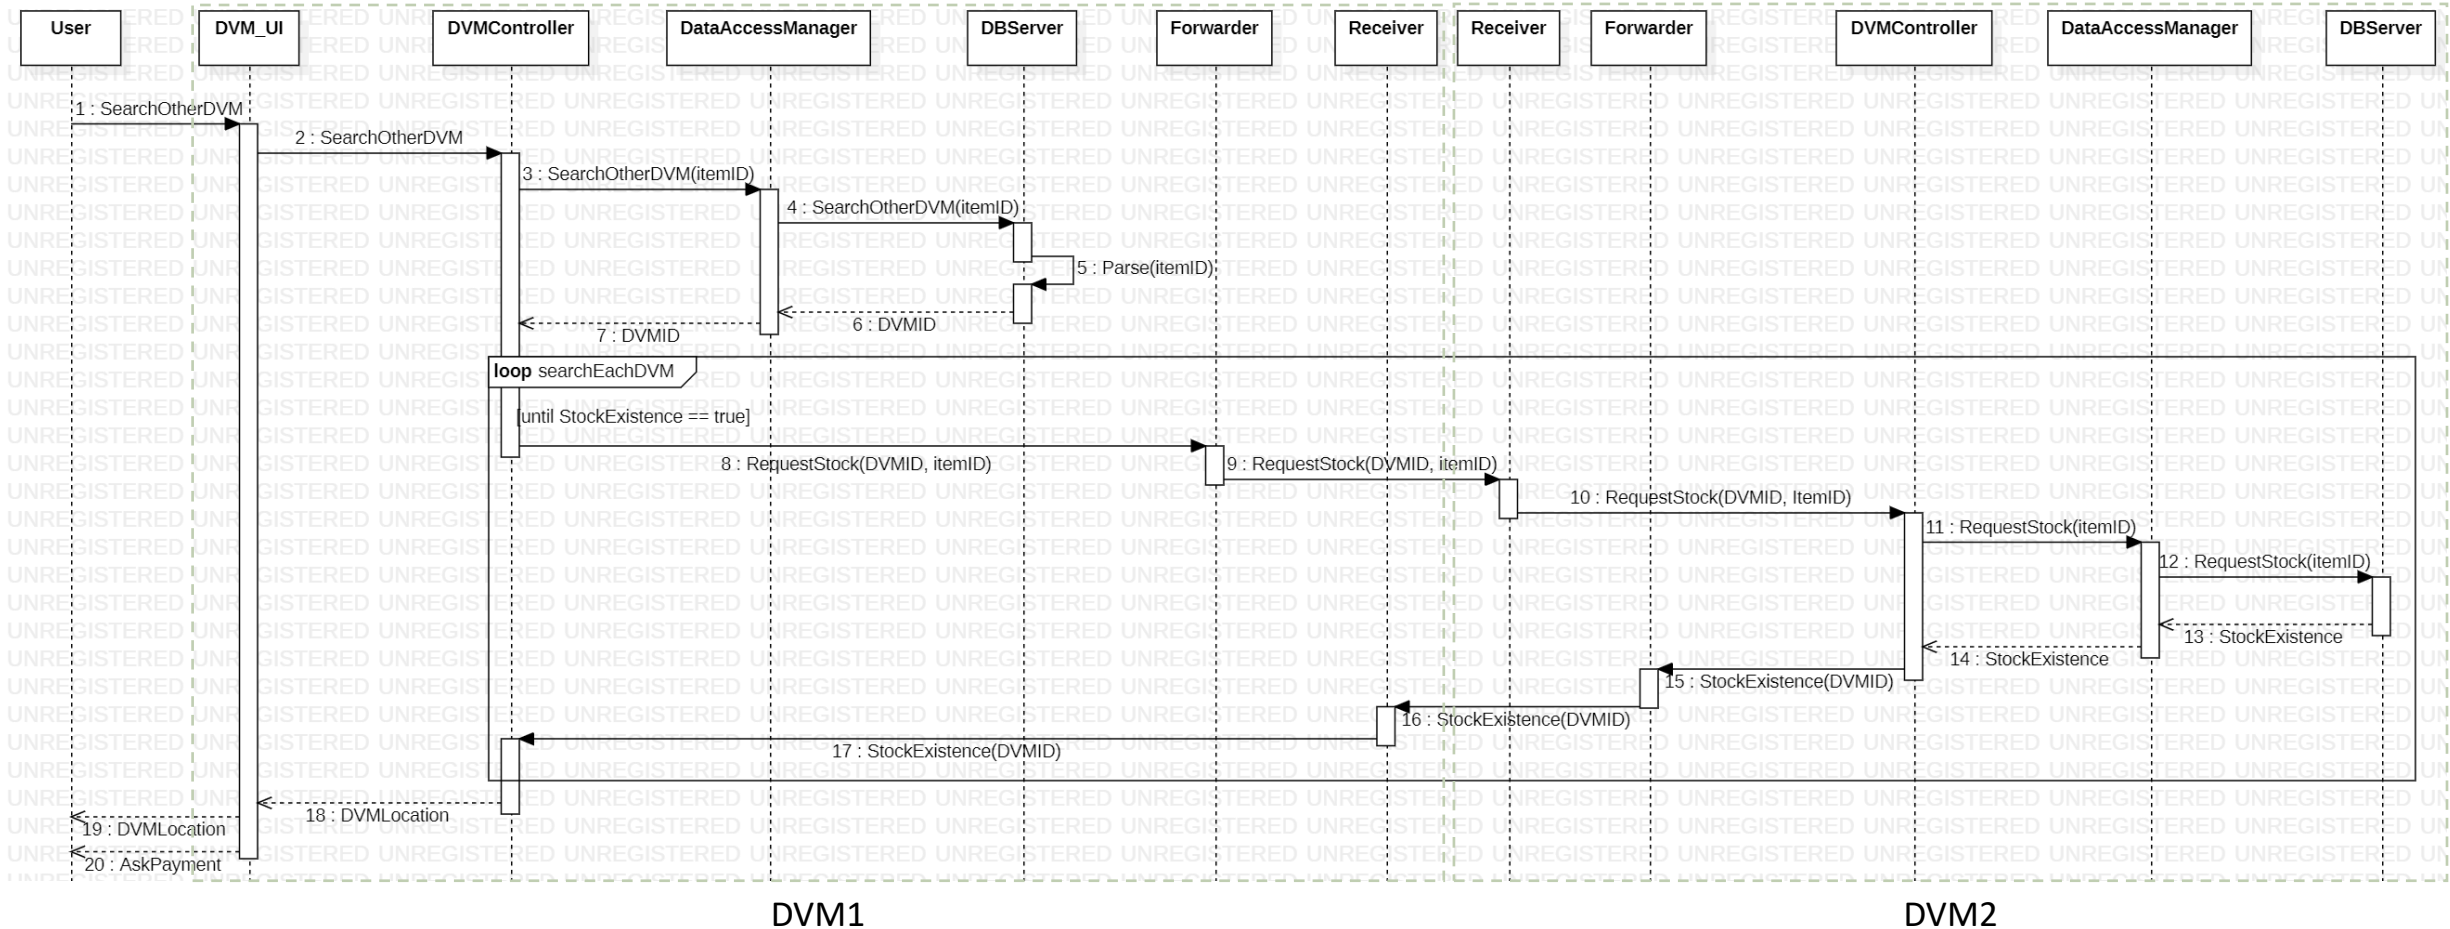 User
DVM_UI
DVMController
DataAccessManager
DBServer
Forwarder
Receiver
Receiver
Forwarder
DVMController
DataAccessManager
DBServer
1 : SearchOtherDVM
2 : SearchOtherDVM
3 : SearchOtherDVM(itemID)
4 : SearchOtherDVM(itemID)
5 : Parse(itemID)
6 : DVMID
7 : DVMID
loop searchEachDVM
[until StockExistence == true]
8 : RequestStock(DVMID, itemID)
9 : RequestStock(DVMID, itemID)
10 : RequestStock(DVMID, ItemID)
11 : RequestStock(itemID)
12 : RequestStock(itemID)
13 : StockExistence
14 : StockExistence
15 : StockExistence(DVMID)
16 : StockExistence(DVMID)
17 : StockExistence(DVMID)
18 : DVMLocation
19 : DVMLocation
20 : AskPayment
DVM1
DVM2